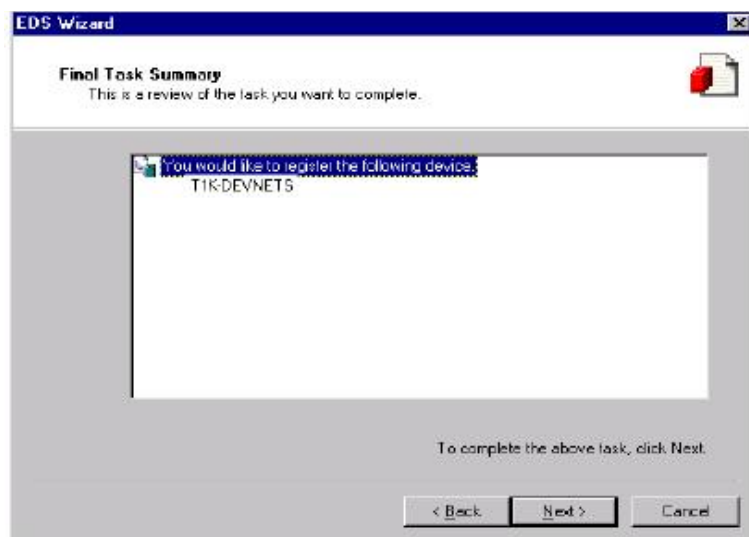 EDS Wizard
Final Task Summary
This is a review of the task you want to complete.
You would like to register the following device.
T1K-DEVNETS
To complete the above task, click Next.
< Back
Next >
Cancel